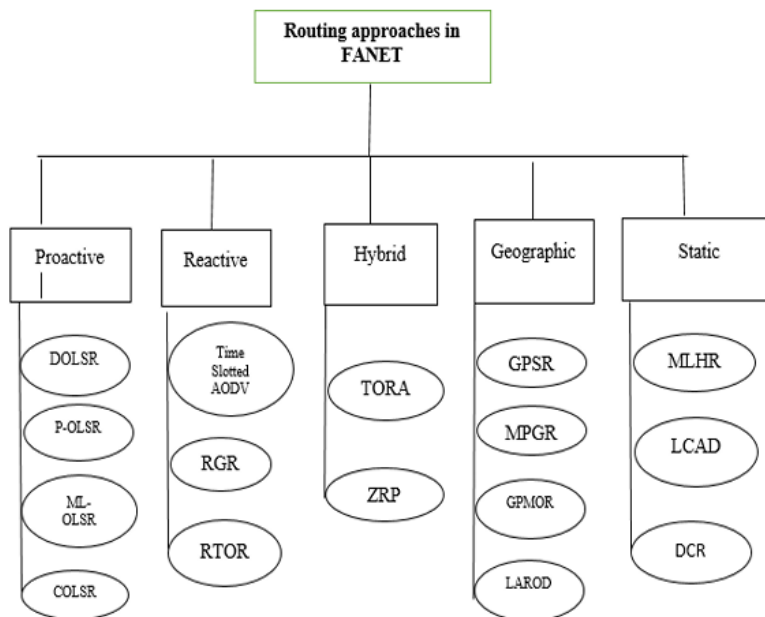 Routing approaches in
FANET
Proactive
Reactive
Hybrid
Geographic
Static
DOLSR
P-OLSR
ML-
OLSR
COLSR
Time
Slotted
AODV
RGR
RTOR
TORA
ZRP
GPSR
MPGR
GPMOR
LAROD
MLHR
LCAD
DCR